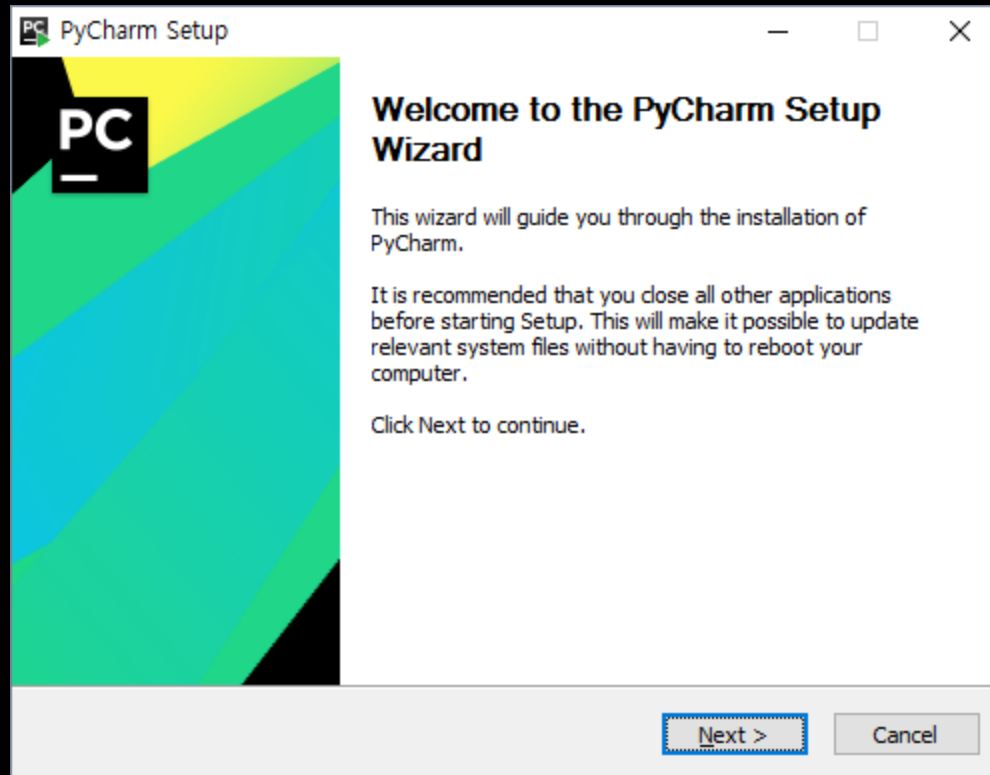 PyCharm Setup
PC
Welcome to the PyCharm Setup
Wizard
This wizard will guide you through the installation of
PyCharm.
It is recommended that you close all other applications
before starting Setup. This will make it possible to update
relevant system files without having to reboot your
computer.
Click Next to continue.
Next >
Cancel